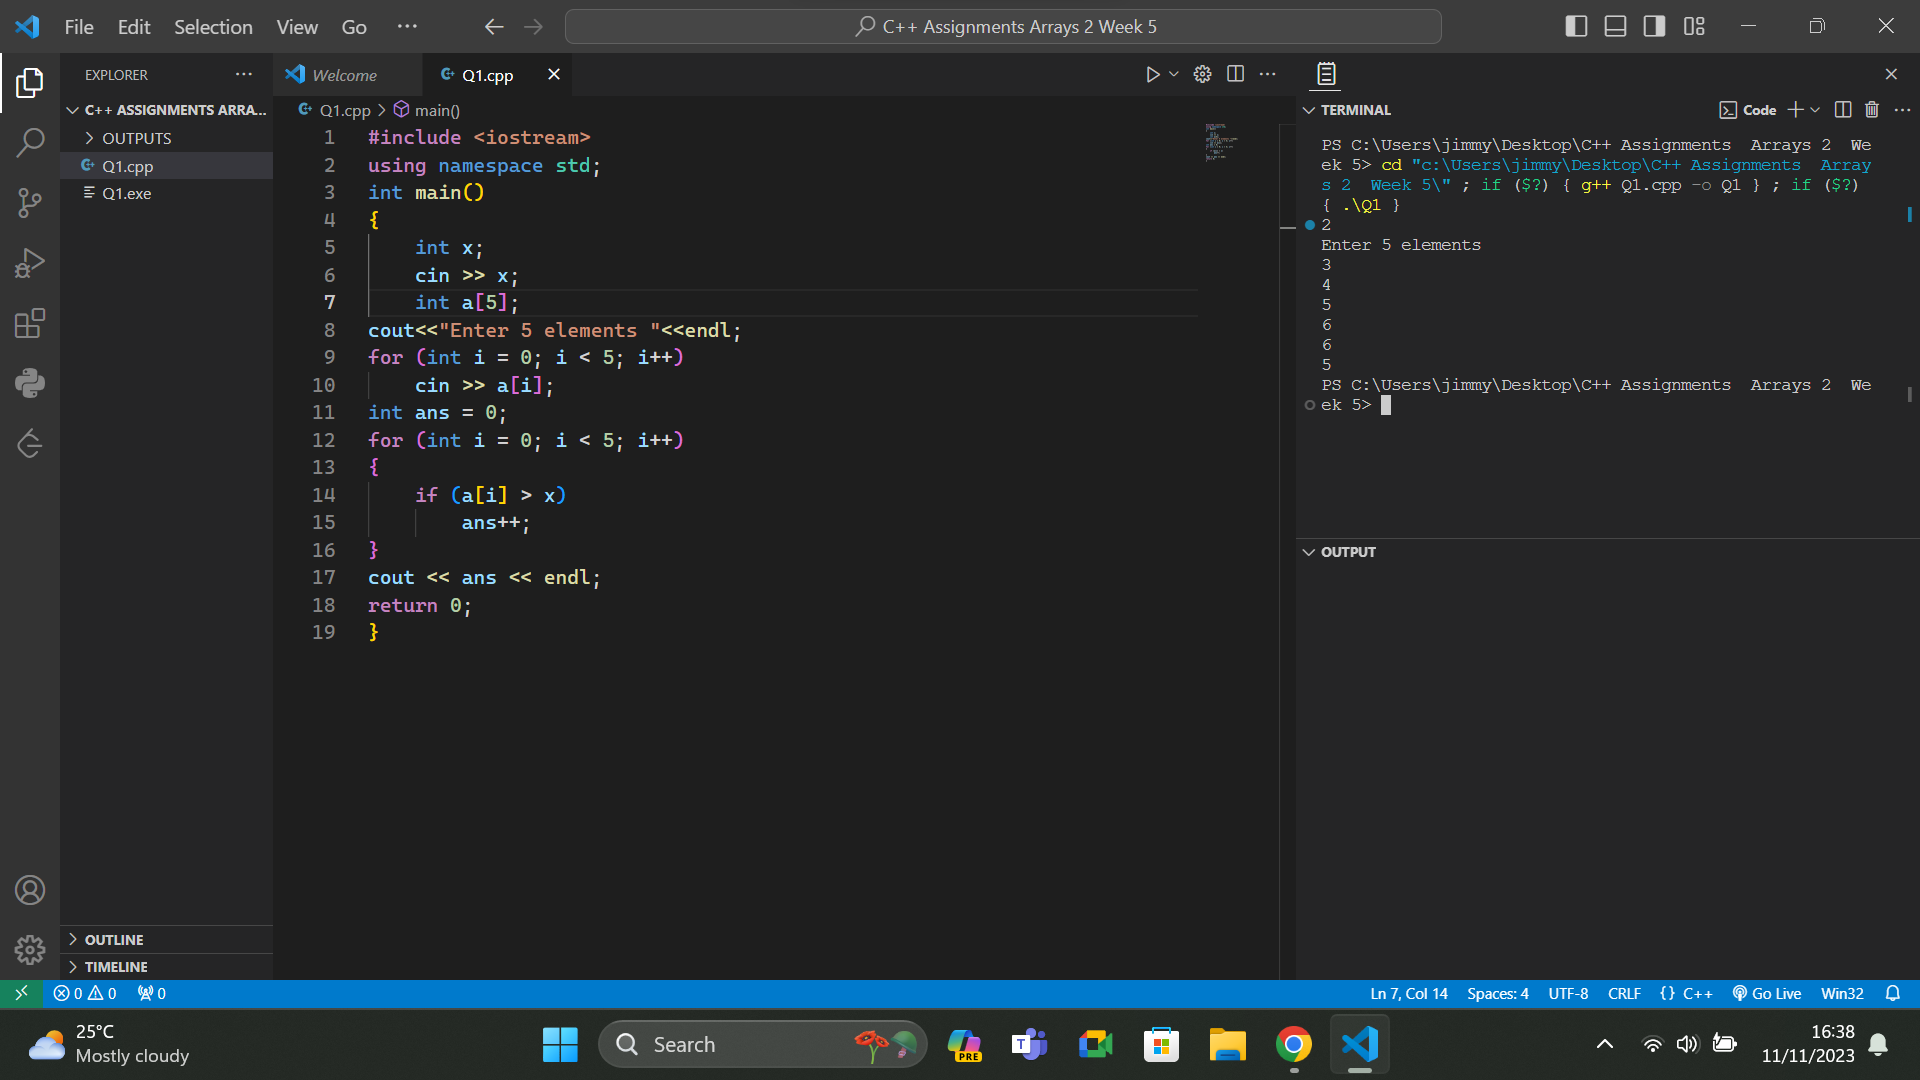 File Edit Selection View Go ···
C++ Assignments Arrays 2 Week 5
EXPLORER
C++ ASSIGNMENTS ARRA...
OUTPUTS
Q1.cpp
Q1.exe
OUTLINE
TIMELINE
Welcome
Q1.cpp
Q1.cpp > main()
1 #include <iostream>
2 using namespace std;
3 int main()
4 {
5     int x;
6     cin >> x;
7     int a[5];
8 cout<<"Enter 5 elements "<<endl;
9 for (int i = 0; i < 5; i++)
10     cin >> a[i];
11 int ans = 0;
12 for (int i = 0; i < 5; i++)
13 {
14     if (a[i] > x)
15         ans++;
16 }
17 cout << ans << endl;
18 return 0;
19 }
TERMINAL
Code
PS C:\Users\jimmy\Desktop\C++ Assignments  Arrays 2  We
ek 5> cd "c:\Users\jimmy\Desktop\C++ Assignments  Array
s 2  Week 5\" ; if ($?) { g++ Q1.cpp -o Q1 } ; if ($?)
{ .\Q1 }
2
Enter 5 elements
3
4
5
6
6
5
PS C:\Users\jimmy\Desktop\C++ Assignments  Arrays 2  We
ek 5>
OUTPUT
0 0 0
Ln 7, Col 14 Spaces: 4 UTF-8 CRLF {} C++ Go Live Win32
25°C
Mostly cloudy
Search
PRE
T
16:38
11/11/2023